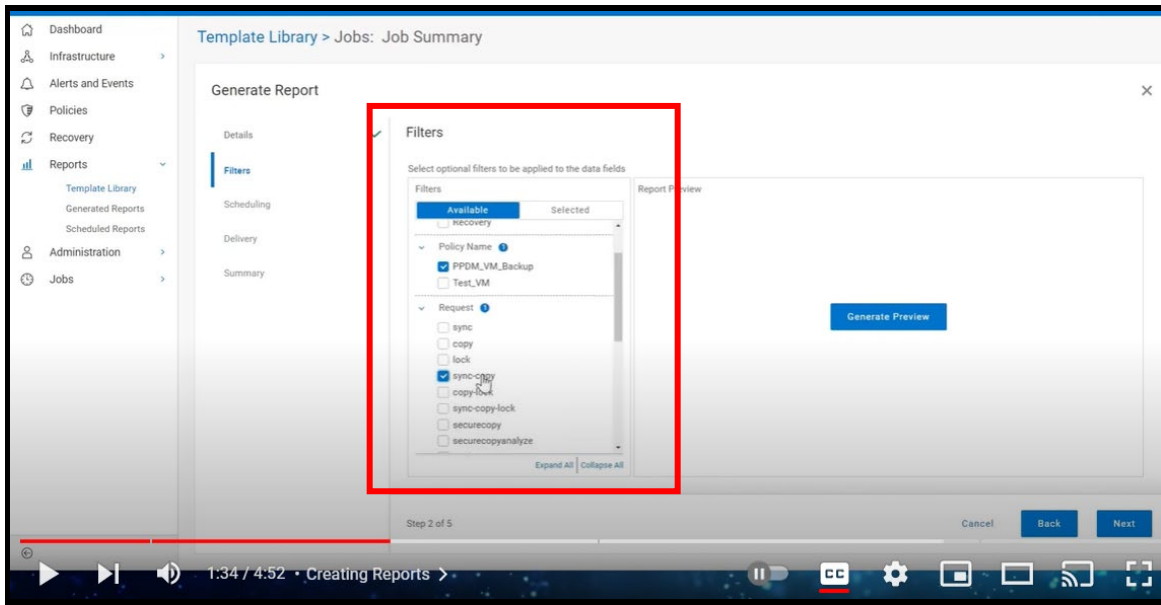 Dashboard
Infrastructure
Alerts and Events
Policies
Recovery
Reports
Template Library
Generated Reports
Scheduled Reports
Administration
Jobs
Template Library > Jobs: Job Summary
Generate Report
Details
Filters
Scheduling
Delivery
Summary
Filters
Select optional filters to be applied to the data fields
Filters
Available Selected
Recovery
Policy Name
PPDM_VM_Backup
Test_VM
Request
sync
copy
lock
sync-copy
copy-lock
sync-copy-lock
securecopy
securecopyanalyze
Expand All Collapse All
Report Preview
Generate Preview
Step 2 of 5
Cancel Back Next
1:34 / 4:52 • Creating Reports
CC